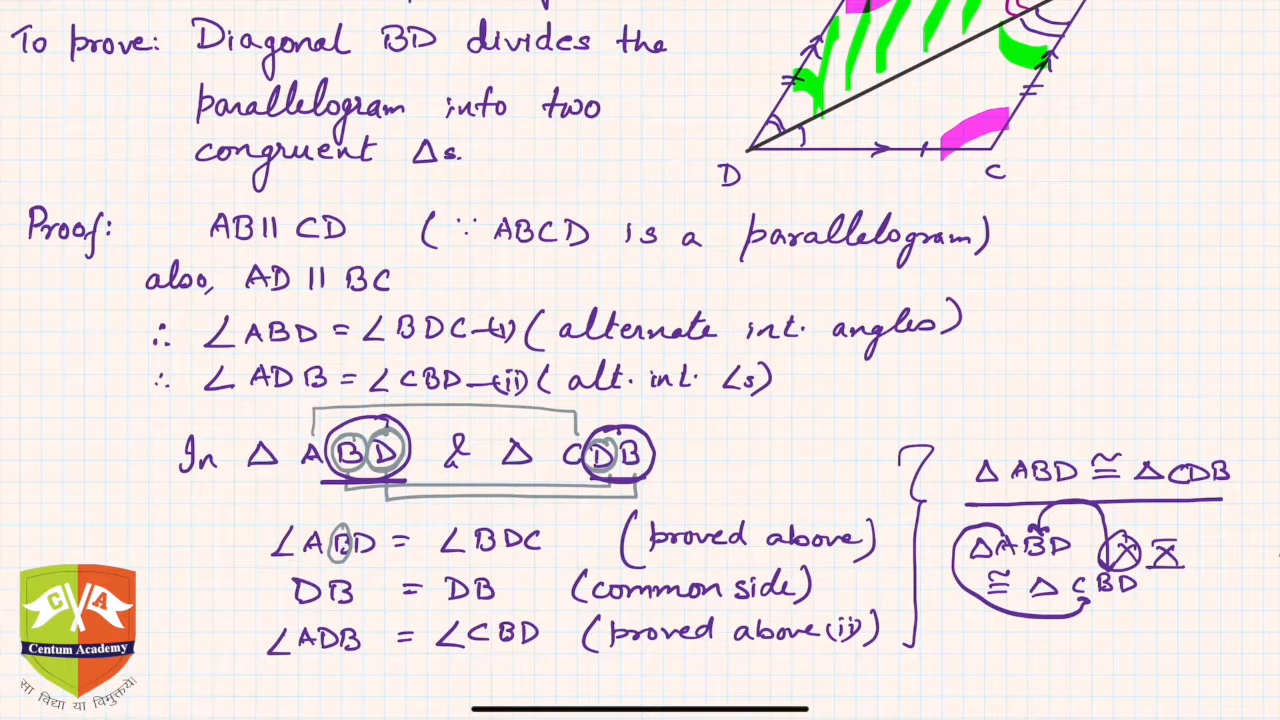 To prove: Diagonal BD divides the
parallelogram into two
congruent Δs.
D
C
Proof: AB || CD (∵ ABCD is a parallelogram)
also, AD || BC
∴ ∠ABD = ∠BDC —(i) (alternate int. angles)
∴ ∠ADB = ∠CBD —(ii) (alt. int. ∠s)
In Δ ABD & Δ CDB
∠ABD = ∠BDC (proved above)
DB = DB (common side)
∠ADB = ∠CBD (proved above (ii))
Δ ABD ≅ Δ CDB
Δ ABD X X
≅ Δ CBD
C A
Centum Academy
सा विद्या या विमुक्तये।